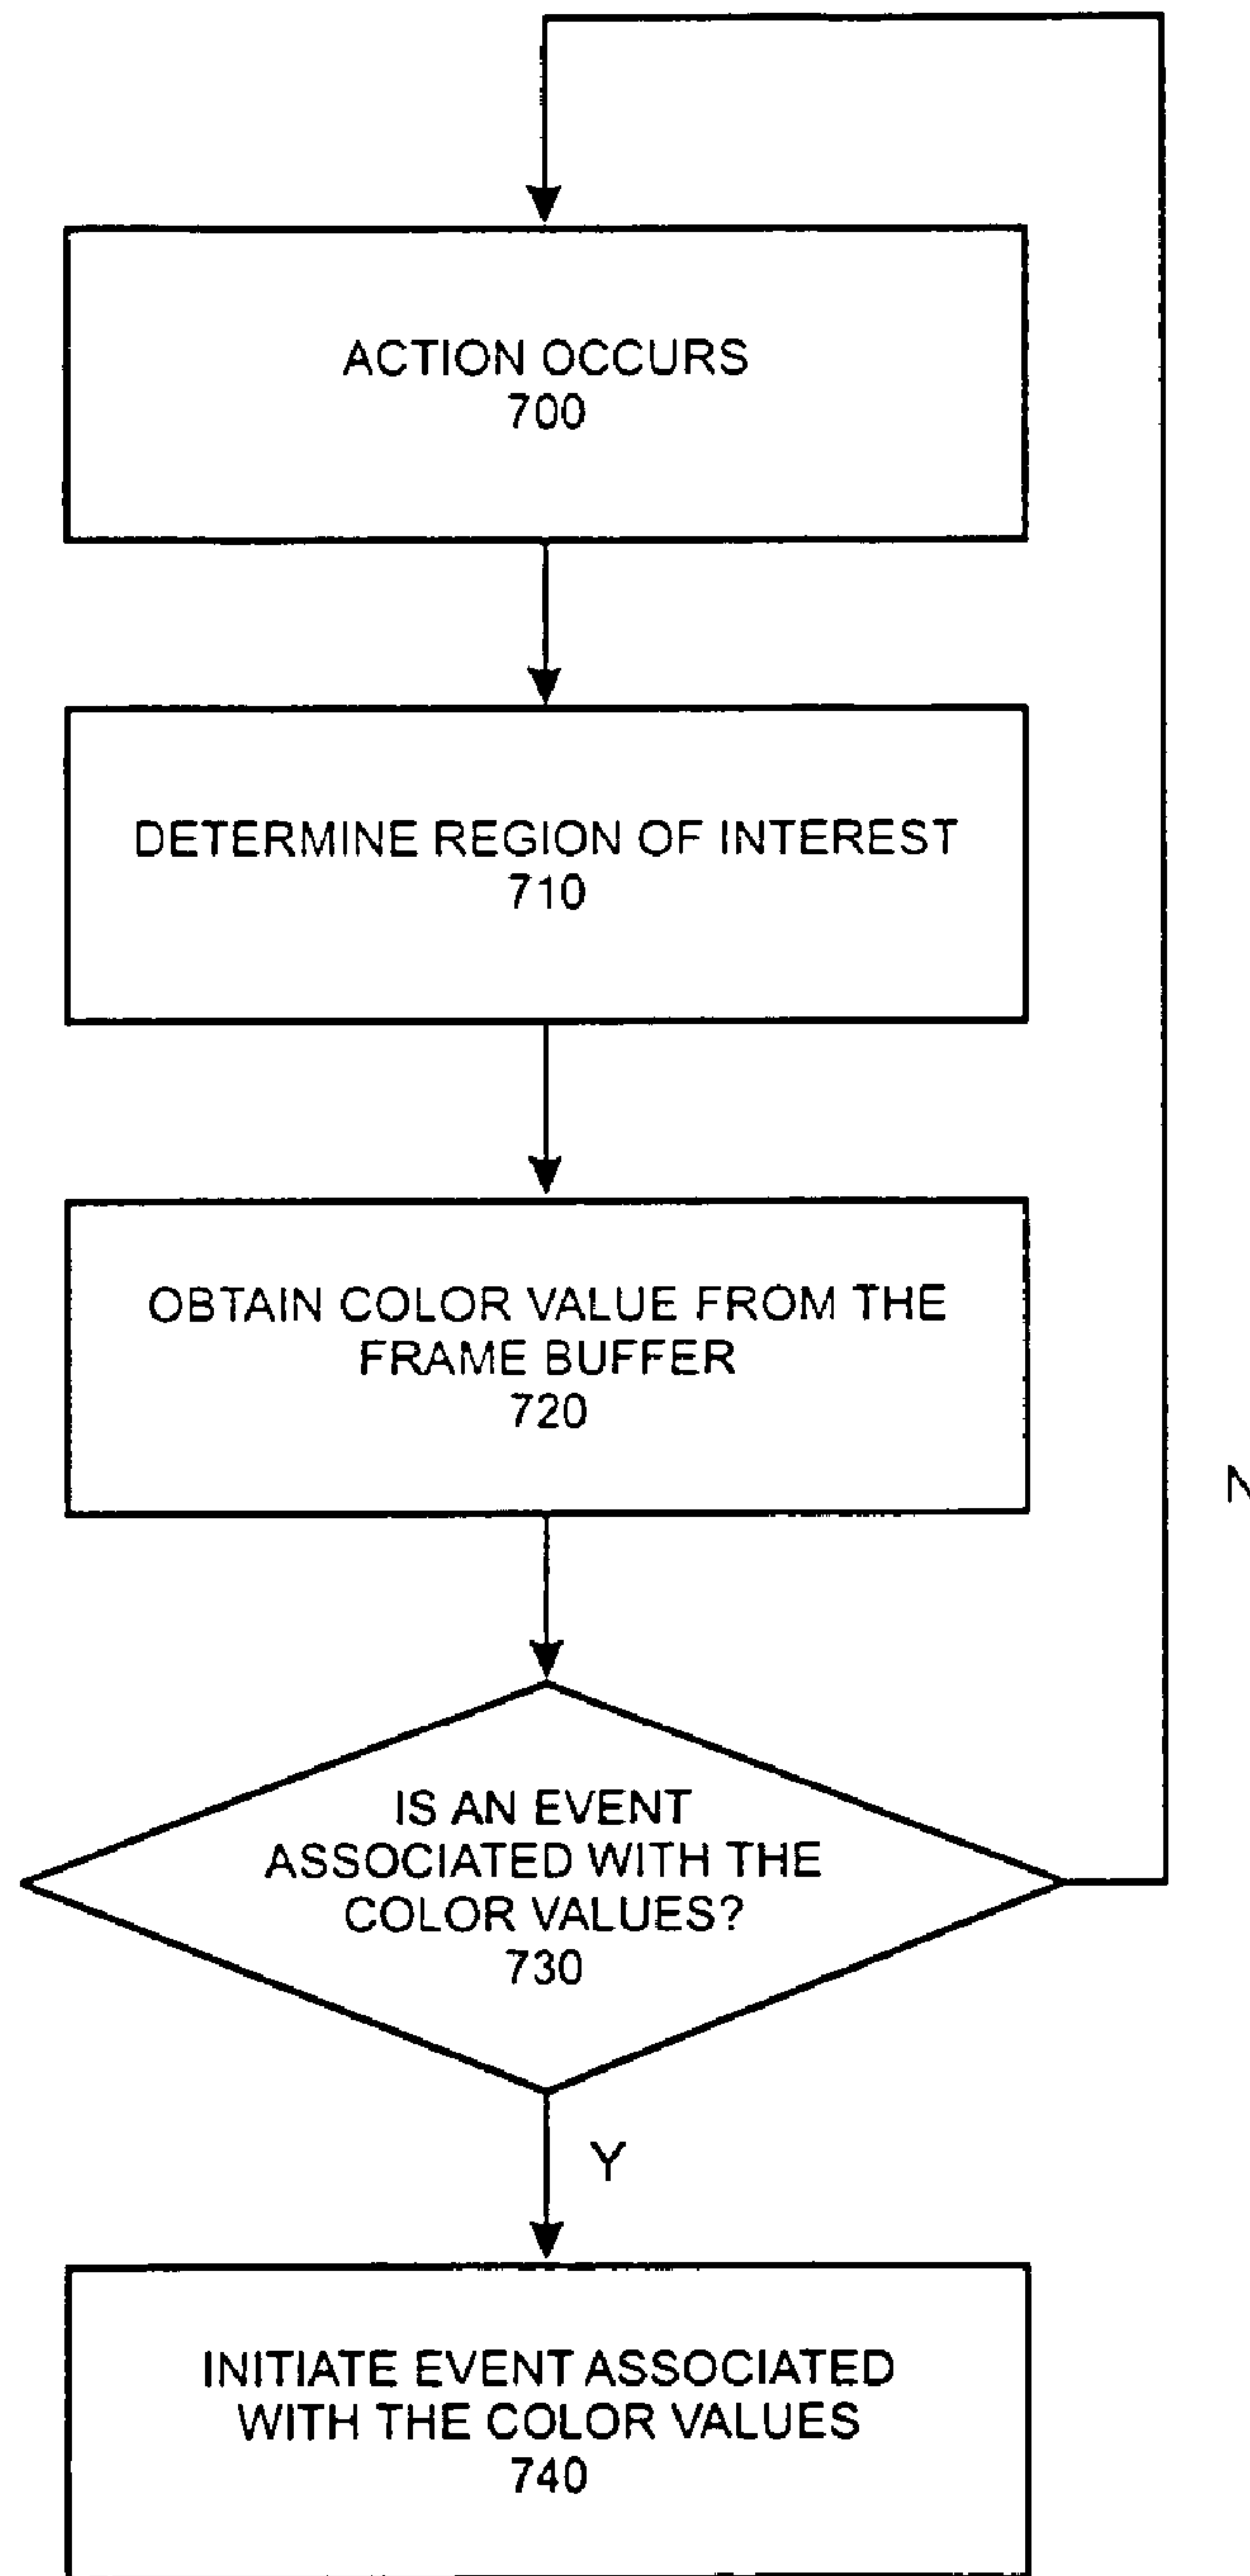 ACTION OCCURS
700
DETERMINE REGION OF INTEREST
710
OBTAIN COLOR VALUE FROM THE
FRAME BUFFER
720
N
IS AN EVENT
ASSOCIATED WITH THE
COLOR VALUES?
730
Y
INITIATE EVENT ASSOCIATED
WITH THE COLOR VALUES
740